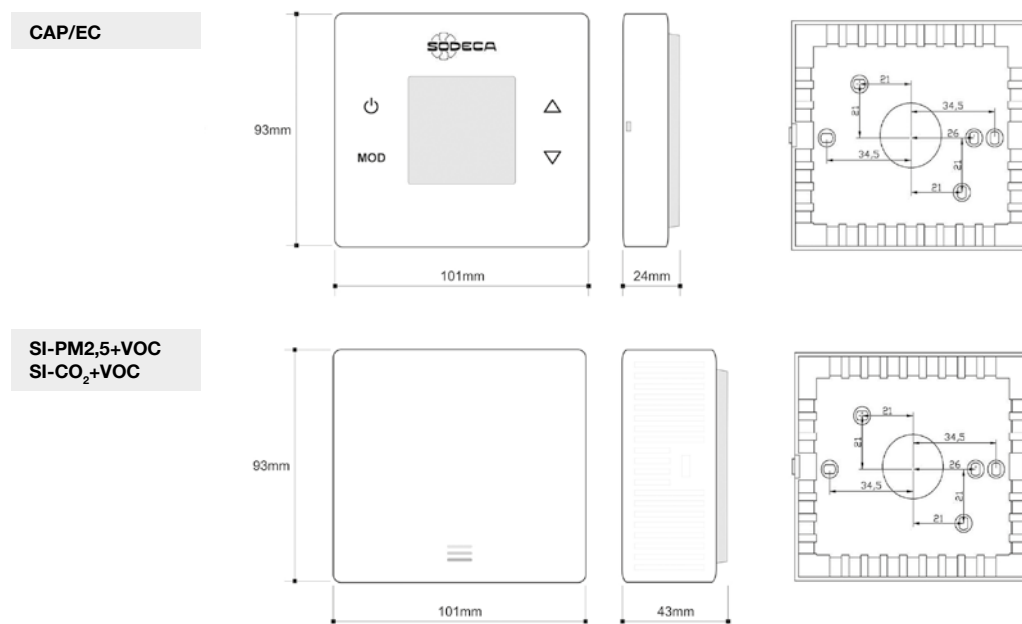 CAP/EC
SODECA
MOD
93mm
101mm
24mm
21
21
34,5
26
34,5
21
21
SI-PM2,5+VOC
SI-CO₂+VOC
93mm
101mm
43mm
21
21
34,5
26
34,5
21
21